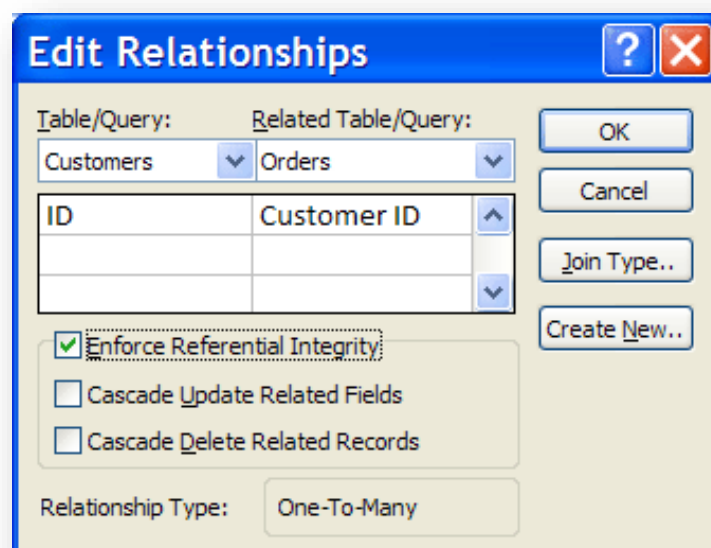 Edit Relationships
?
Table/Query: Related Table/Query:
Customers Orders
ID Customer ID
Enforce Referential Integrity
Cascade Update Related Fields
Cascade Delete Related Records
Relationship Type: One-To-Many
OK
Cancel
Join Type..
Create New..